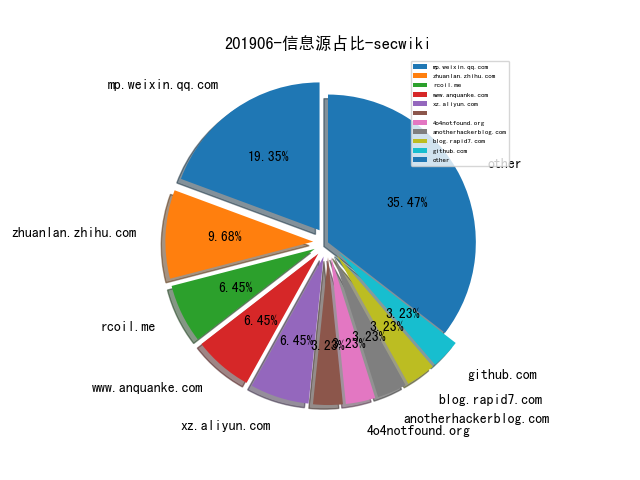 201906-信息源占比-secwiki
mp.weixin.qq.com
zhuanlan.zhihu.com
rcoil.me
www.anquanke.com
xz.aliyun.com
4o4notfound.org
anotherhackerblog.com
blog.rapid7.com
github.com
other
mp.weixin.qq.com
19.35%
other
35.47%
zhuanlan.zhihu.com
9.68%
6.45%
rcoil.me
6.45%
www.anquanke.com
6.45%
xz.aliyun.com
3.23%
3.23%
4o4notfound.org
3.23%
anotherhackerblog.com
3.23%
blog.rapid7.com
3.23%
github.com